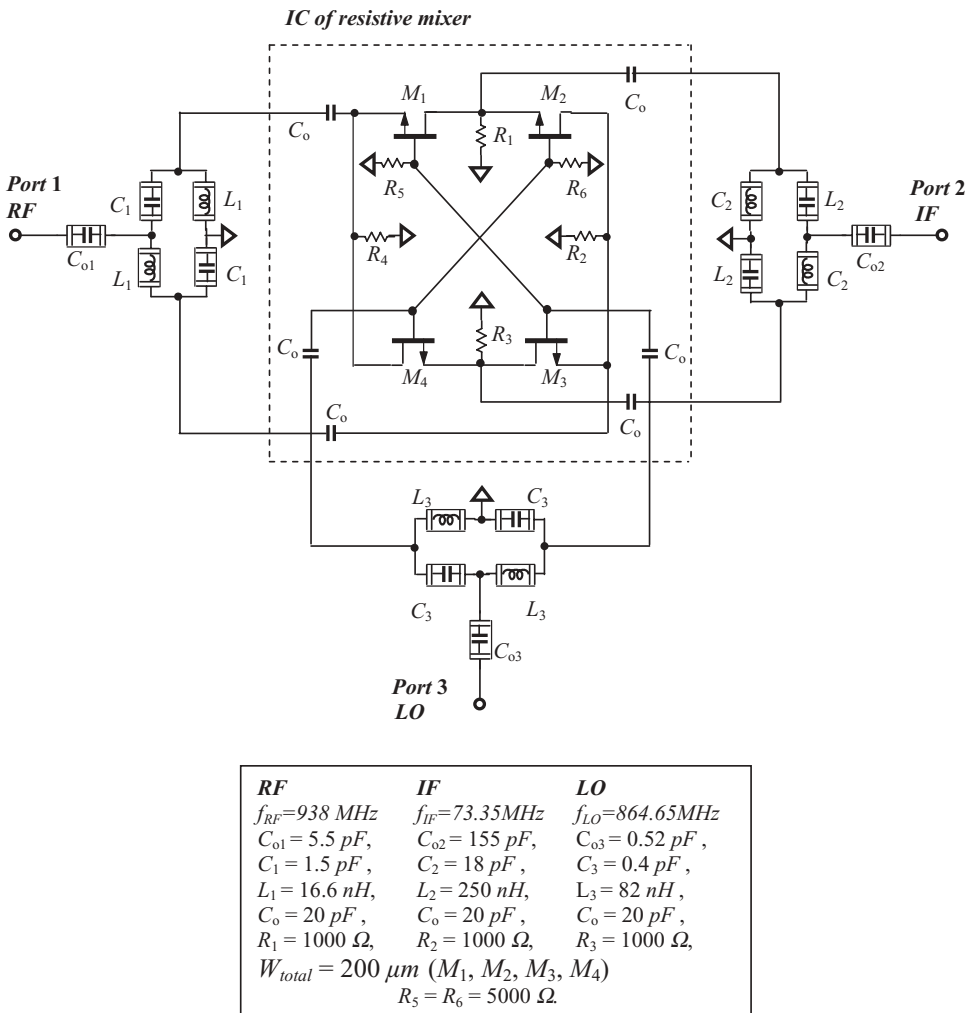 IC of resistive mixer
M1
M2
Co
Co
R1
R5
R6
Port 1
RF
C1
L1
Co1
L1
C1
R4
R2
C2
L2
Port 2
IF
Co2
L2
C2
R3
Co
Co
M4
M3
Co
Co
L3
C3
C3
L3
Co3
Port 3
LO
RF IF LO
fRF=938 MHz fIF=73.35MHz fLO=864.65MHz
Co1 = 5.5 pF, Co2 = 155 pF, Co3 = 0.52 pF ,
C1 = 1.5 pF, C2 = 18 pF, C3 = 0.4 pF ,
L1 = 16.6 nH, L2 = 250 nH, L3 = 82 nH ,
Co = 20 pF , Co = 20 pF , Co = 20 pF ,
R1 = 1000 Ω, R2 = 1000 Ω, R3 = 1000 Ω,
Wtotal = 200 μm (M1, M2, M3, M4)
R5 = R6 = 5000 Ω.